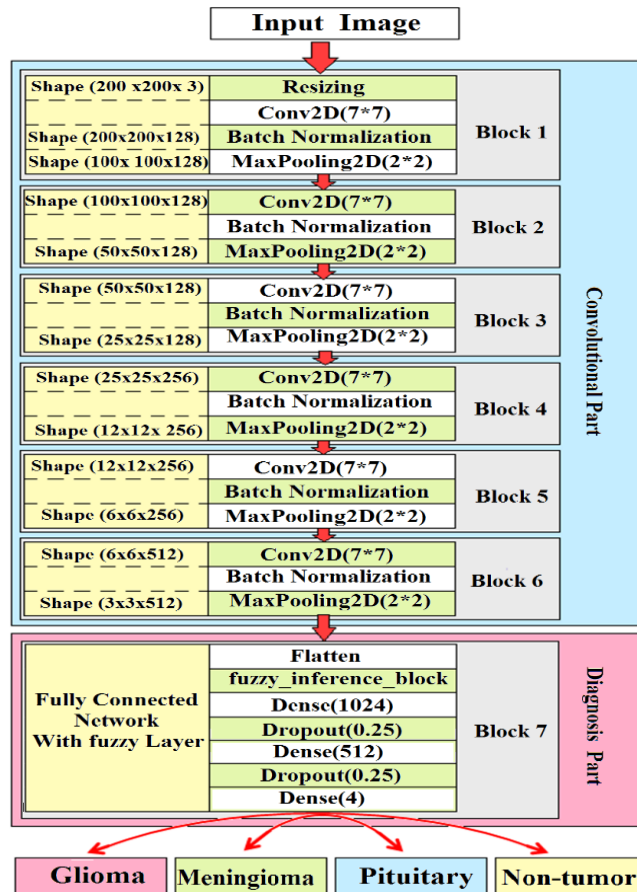 Input Image
Shape (200 x200x 3) Resizing
Conv2D(7*7)
Shape (200x200x128) Batch Normalization
Shape (100x 100x128) MaxPooling2D(2*2)
Block 1
Shape (100x100x128) Conv2D(7*7)
Batch Normalization
Shape (50x50x128) MaxPooling2D(2*2)
Block 2
Shape (50x50x128) Conv2D(7*7)
Batch Normalization
Shape (25x25x128) MaxPooling2D(2*2)
Block 3
Shape (25x25x256) Conv2D(7*7)
Batch Normalization
Shape (12x12x 256) MaxPooling2D(2*2)
Block 4
Shape (12x12x256) Conv2D(7*7)
Batch Normalization
Shape (6x6x256) MaxPooling2D(2*2)
Block 5
Shape (6x6x512) Conv2D(7*7)
Batch Normalization
Shape (3x3x512) MaxPooling2D(2*2)
Block 6
Convolutional Part
Fully Connected
Network
With fuzzy Layer
Flatten
fuzzy_inference_block
Dense(1024)
Dropout(0.25)
Dense(512)
Dropout(0.25)
Dense(4)
Block 7
Diagnosis Part
Glioma
Meningioma
Pituitary
Non-tumor